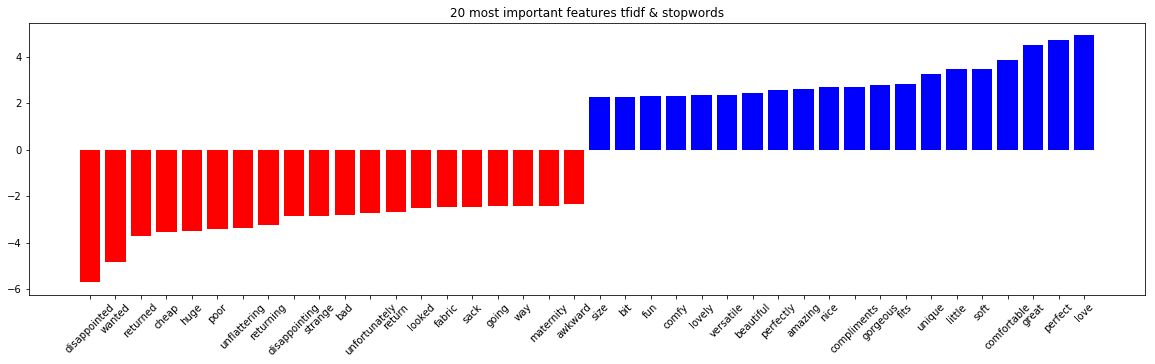 20 most important features tfidf & stopwords
4
2
0
−2
−4
−6
disappointed
wanted
returned
cheap
huge
poor
unflattering
returning
disappointing
strange
bad
unfortunately
return
looked
fabric
sack
going
way
maternity
awkward
size
bit
fun
comfy
lovely
versatile
beautiful
perfectly
amazing
nice
compliments
gorgeous
fits
unique
little
soft
comfortable
great
perfect
love